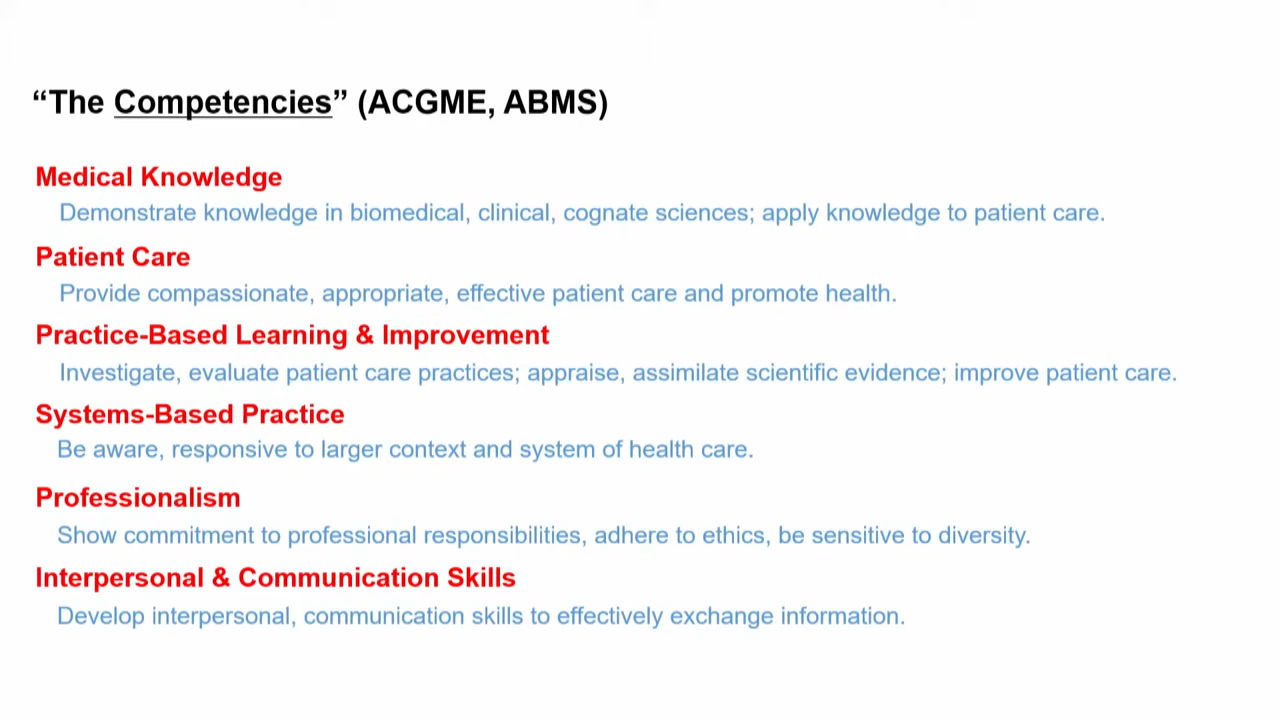 “The Competencies” (ACGME, ABMS)
Medical Knowledge
Demonstrate knowledge in biomedical, clinical, cognate sciences; apply knowledge to patient care.
Patient Care
Provide compassionate, appropriate, effective patient care and promote health.
Practice-Based Learning & Improvement
Investigate, evaluate patient care practices; appraise, assimilate scientific evidence; improve patient care.
Systems-Based Practice
Be aware, responsive to larger context and system of health care.
Professionalism
Show commitment to professional responsibilities, adhere to ethics, be sensitive to diversity.
Interpersonal & Communication Skills
Develop interpersonal, communication skills to effectively exchange information.